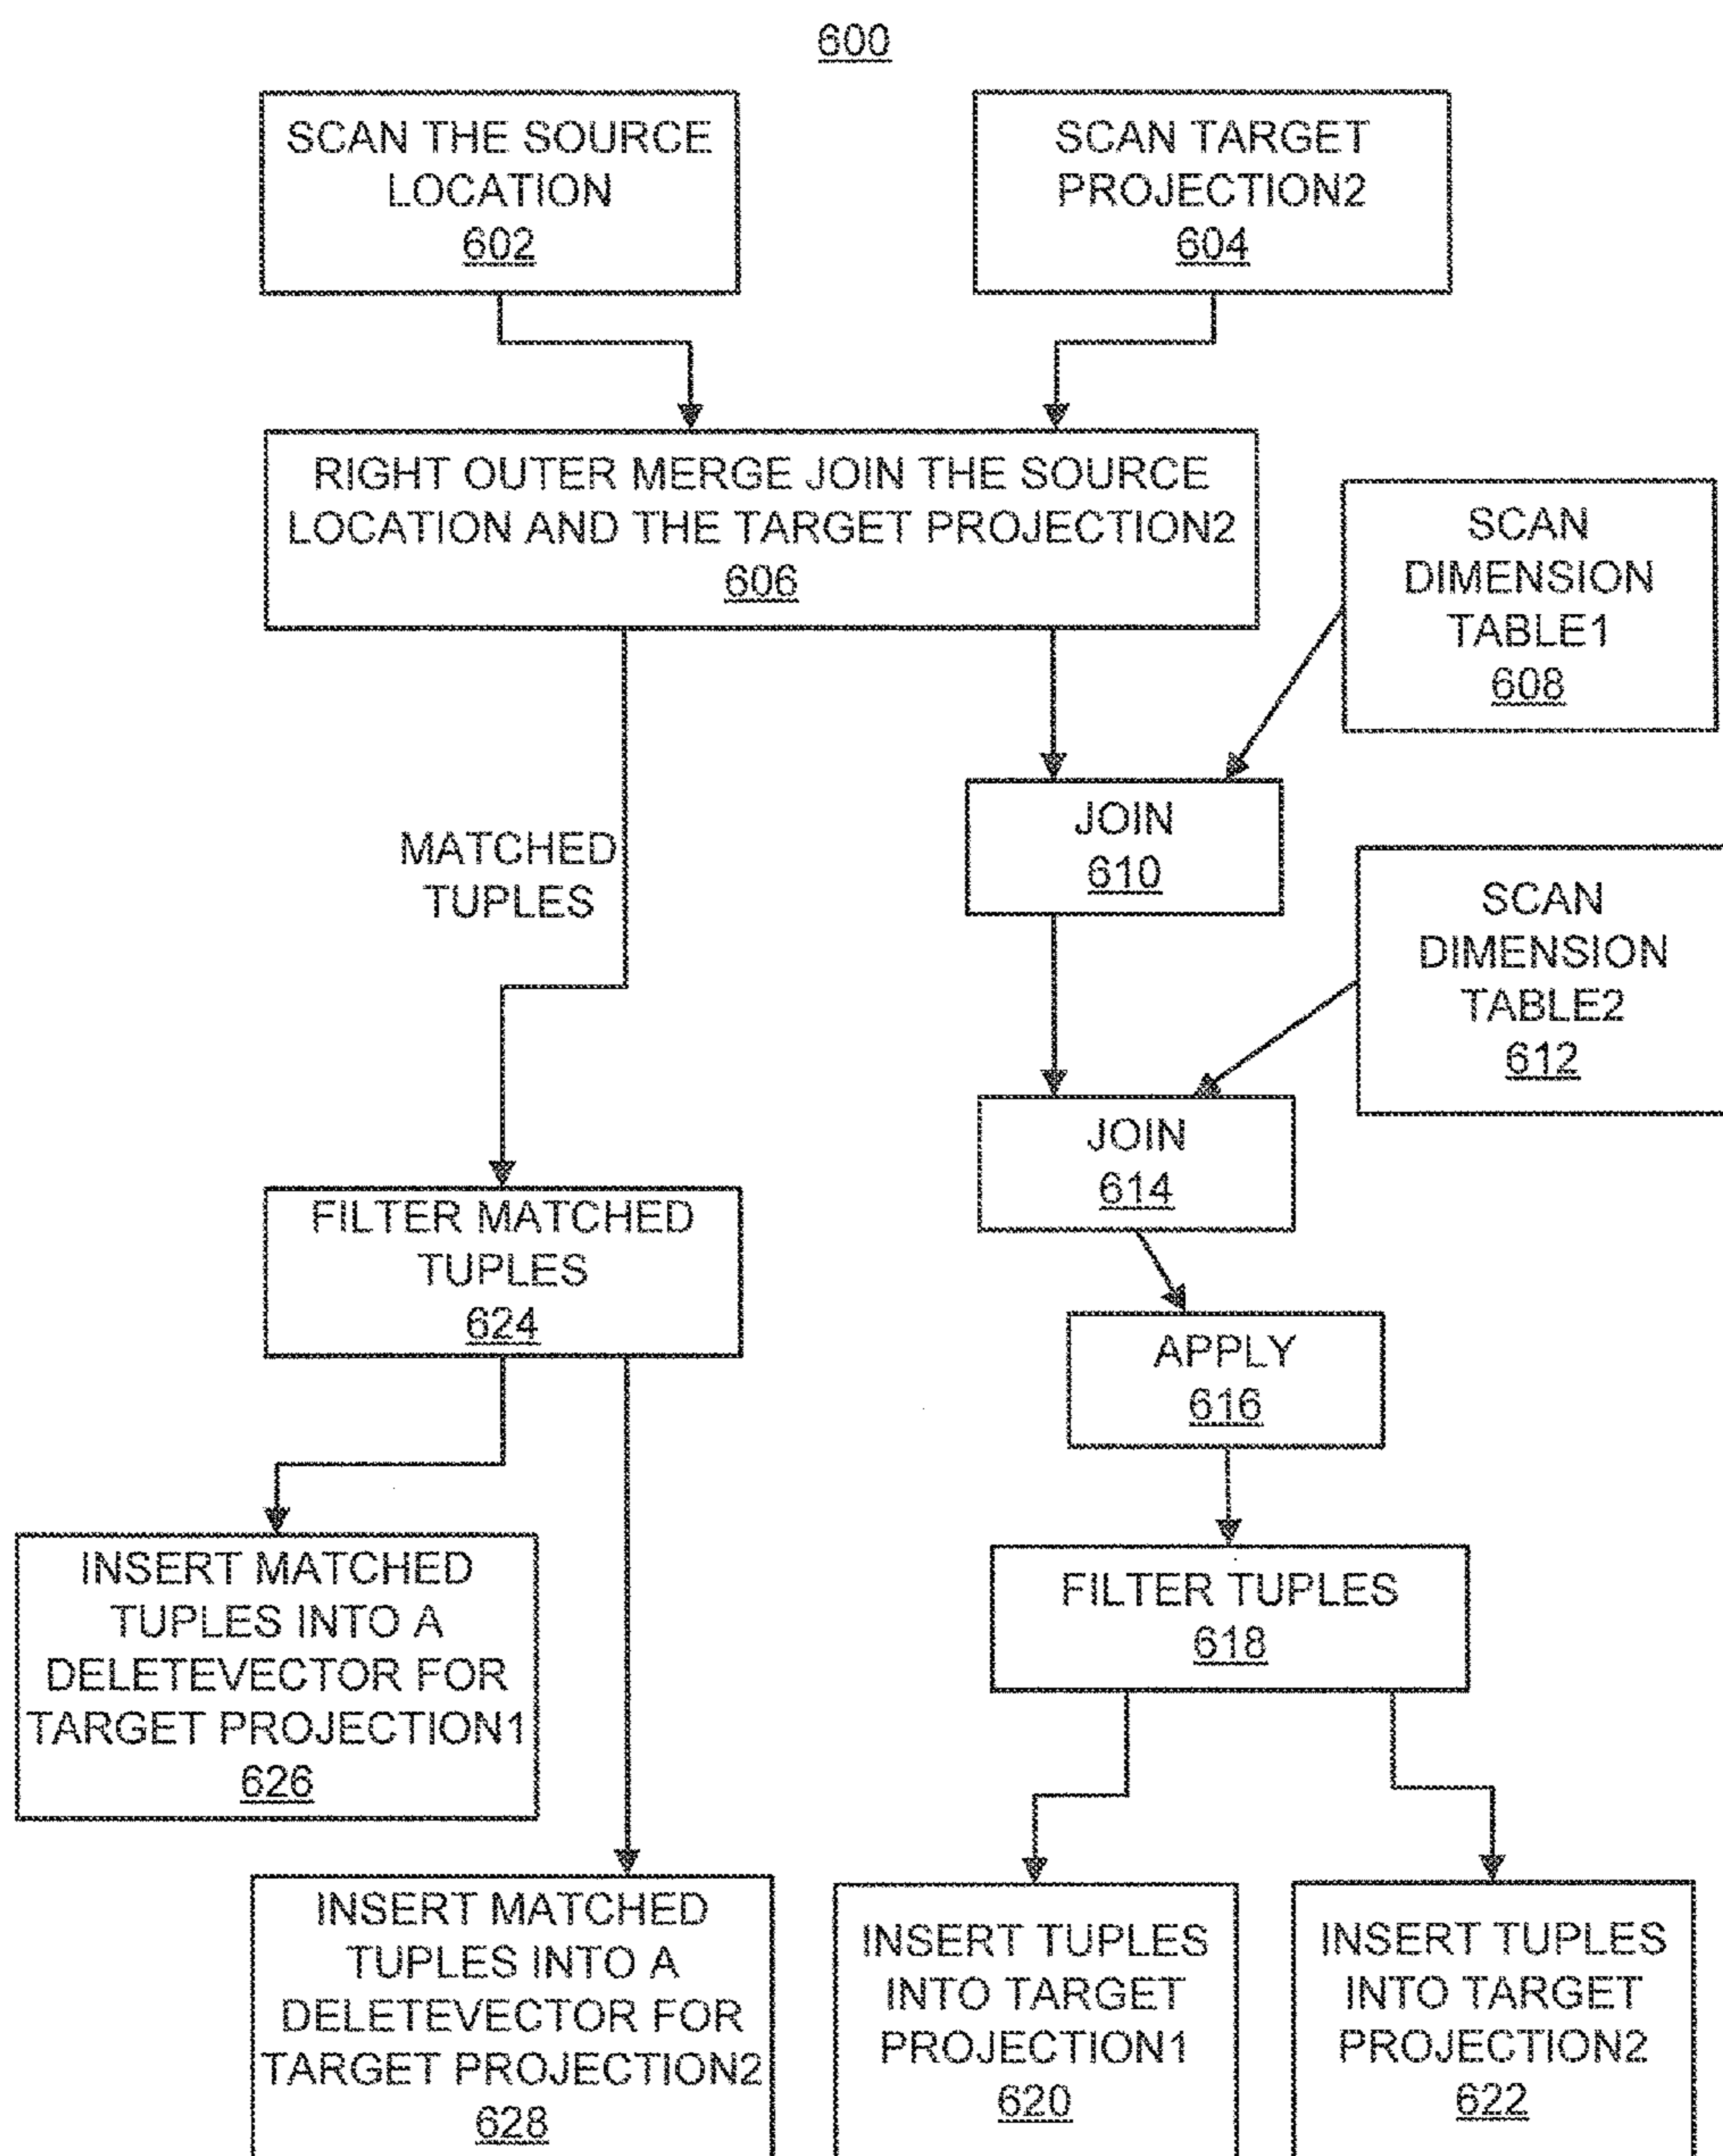 600
SCAN THE SOURCE
LOCATION
602
SCAN TARGET
PROJECTION2
604
RIGHT OUTER MERGE JOIN THE SOURCE
LOCATION AND THE TARGET PROJECTION2
606
SCAN
DIMENSION
TABLE1
608
JOIN
610
MATCHED
TUPLES
SCAN
DIMENSION
TABLE2
612
JOIN
614
FILTER MATCHED
TUPLES
624
APPLY
616
FILTER TUPLES
618
INSERT MATCHED
TUPLES INTO A
DELETEVECTOR FOR
TARGET PROJECTION1
626
INSERT MATCHED
TUPLES INTO A
DELETEVECTOR FOR
TARGET PROJECTION2
628
INSERT TUPLES
INTO TARGET
PROJECTION1
620
INSERT TUPLES
INTO TARGET
PROJECTION2
622